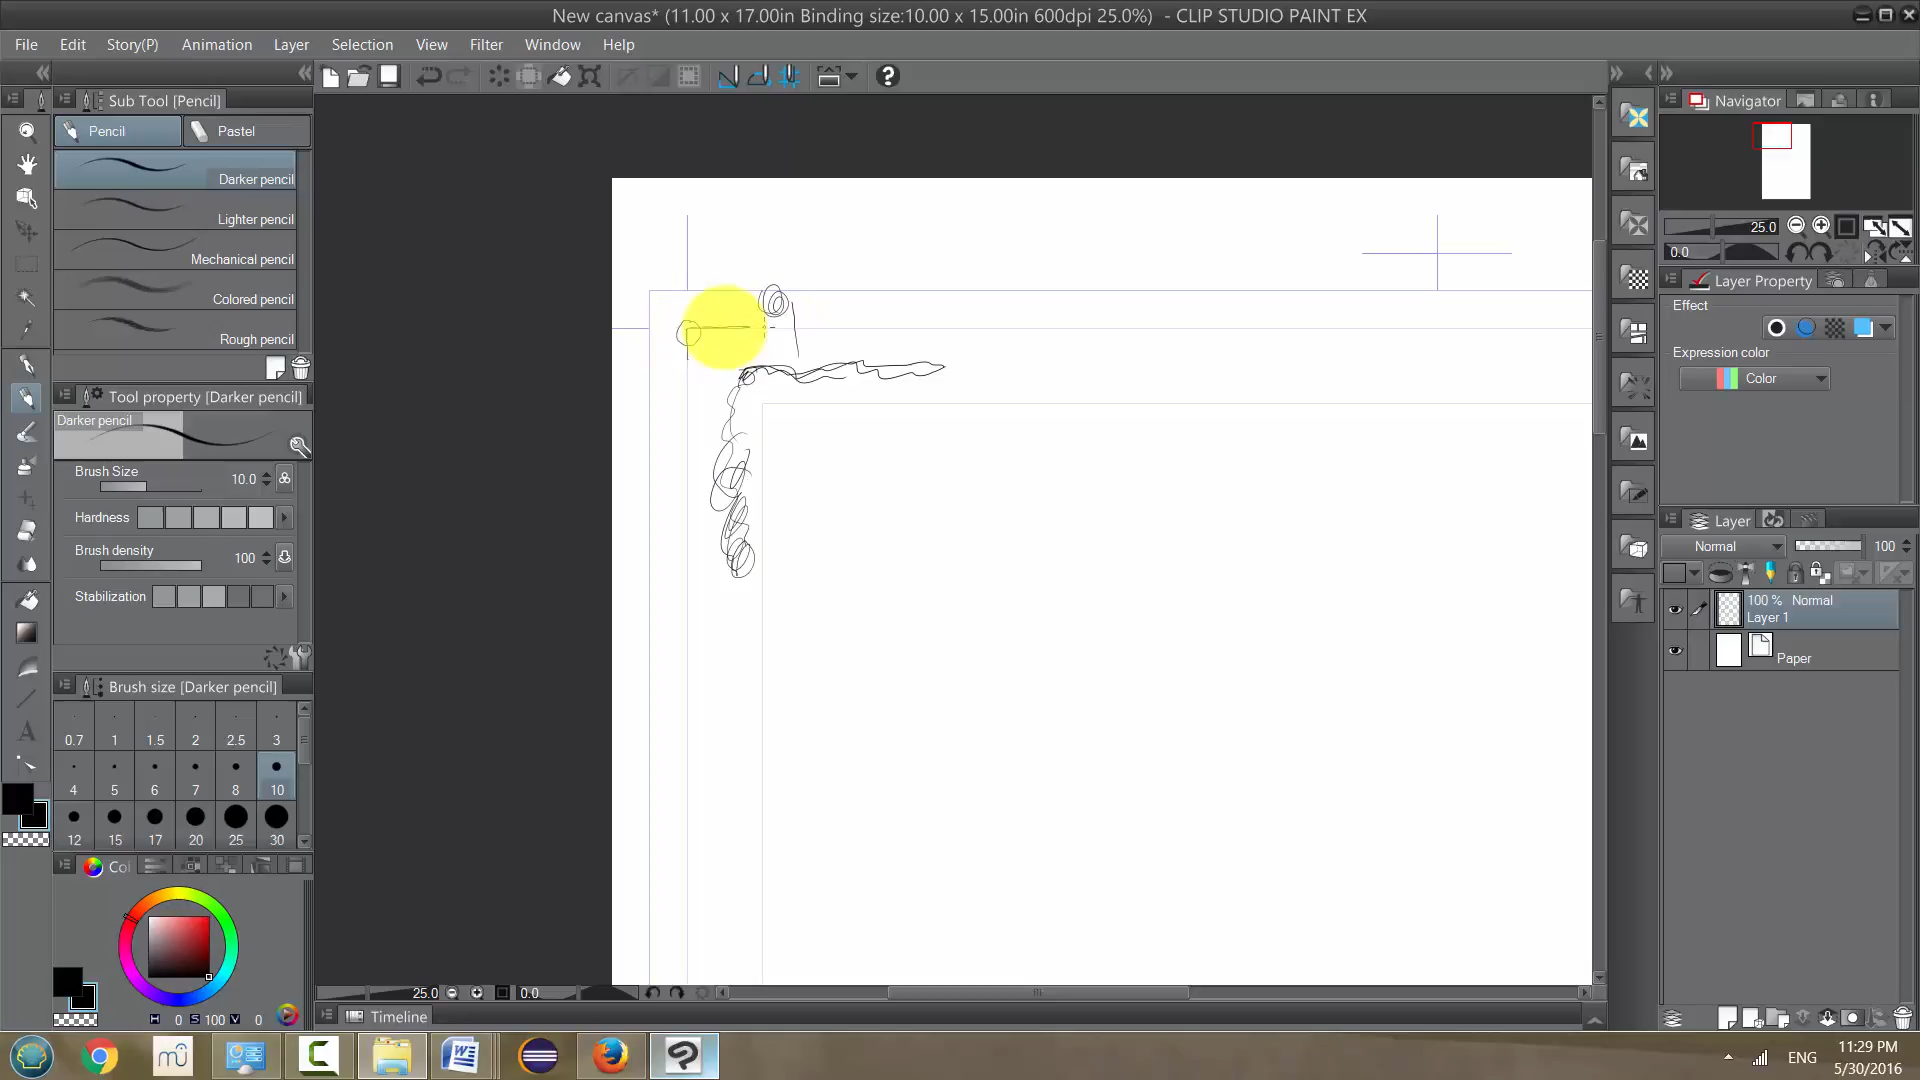 New canvas* (11.00 x 17.00in Binding size:10.00 x 15.00in 600dpi 25.0%) - CLIP STUDIO PAINT EX
File Edit Story(P) Animation Layer Selection View Filter Window Help
Sub Tool [Pencil]
Pencil Pastel
Darker pencil
Lighter pencil
Mechanical pencil
Colored pencil
Rough pencil
Tool property [Darker pencil]
Darker pencil
Brush Size 10.0
Hardness
Brush density 100
Stabilization
Brush size [Darker pencil]
0.7 1 1.5 2 2.5 3
4 5 6 7 8 10
12 15 17 20 25 30
Col
H 0 S 100 V 0
25.0 0.0
Timeline
Navigator
25.0
0.0
Layer Property
Effect
Expression color
Color
Layer
Normal 100
100 % Normal
Layer 1
Paper
ENG
11:29 PM
5/30/2016